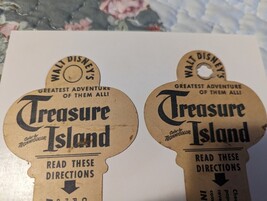 WALT DISNEY'S
GREATEST ADVENTURE
OF THEM ALL!
Treasure
Island
READ THESE
DIRECTIONS
WALT DISNEY'S
GREATEST ADVENTURE
OF THEM ALL!
Treasure
Island
READ THESE
DIRECTIONS